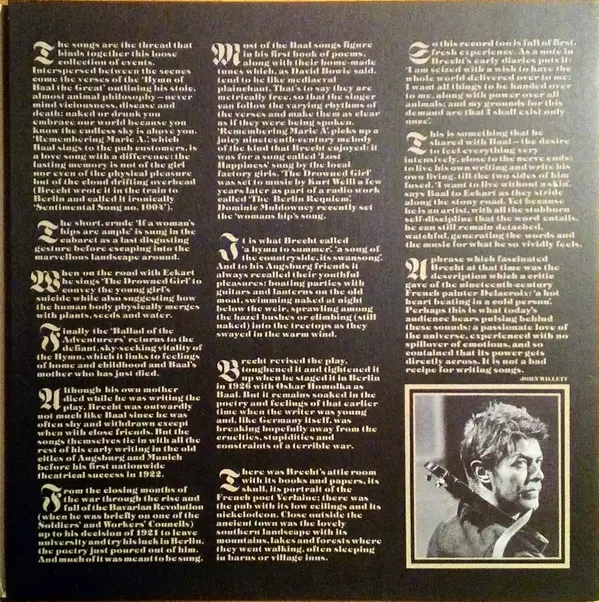 The songs are the thread that
binds together this loose
collection of events.
Interspersed between the scenes
come the verses of the 'Hymn of
Baal the Great' outlining his stoic,
almost animal philosophy – never
mind viciousness, disease and
death: naked or drunk you
embrace our world because you
know the endless sky is above you.
'Remembering Marie A.', which
Baal sings to the pub customers, is
a love song with a difference; the
lasting memory is not of the girl
nor even of the physical pleasure
but of the cloud drifting overhead
(Brecht wrote it in the train to
Berlin and called it ironically
'Sentimental Song no. 1004').
The short, crude 'If a woman's
hips are ample' is sung in the
cabaret as a last disgusting
gesture before escaping into the
marvellous landscape around.
When on the road with Eckart
he sings 'The Drowned Girl' to
convey the young girl's
suicide while also suggesting how
the human body physically merges
with plants, seeds and water.
Finally the 'Ballad of the
Adventurers' returns to the
defiant, sky-seeking vitality of
the Hymn, which it links to feelings
of home and childhood and Baal's
mother who has just died.
Although his own mother
died while he was writing the
play, Brecht was outwardly
not much like Baal since he was
often shy and withdrawn except
when with close friends. But the
songs themselves tie in with all the
rest of his early writing in the old
cities of Augsburg and Munich
before his first nationwide
theatrical success in 1922.
From the closing months of
the war through the rise and
fall of the Bavarian Revolution
(when he was briefly on one of the
Soldiers' and Workers' Councils)
up to his decision of 1921 to leave
university and try his luck in Berlin,
the poetry just poured out of him.
And much of it was meant to be sung.
Most of the Baal songs figure
in his first book of poems,
along with their home-made
tunes which, as David Bowie said,
tend to be like mediaeval
plainchant. That's to say they are
metrically free, so that the singer
can follow the varying rhythms
of the verses and make them as clear
as if they were being spoken.
'Remembering Marie A.', picks up a
juicy nineteenth-century melody
of the kind that Brecht enjoyed; it
was for a song called 'Lost
Happiness' sung by the local
factory girls. 'The Drowned Girl'
was set to music by Kurt Weill a few
years later as part of a radio work
called 'The Berlin Requiem'.
Dominic Muldowney recently set
the 'womans hip's song.
It is what Brecht called
'a hymn to summer', 'a song of
the countryside, its swansong'.
And to his Augsburg friends it
always recalled their youthful
pleasures: boating parties with
guitars and lanterns on the old
moat, swimming naked at night
below the weir, sprawling among
the hazel bushes or climbing (still
naked) into the treetops as they
swayed in the warm wind.
Brecht revised the play,
toughened it and tightened it
up when he staged it in Berlin
in 1926 with Oskar Homolka as
Baal. But it remains soaked in the
poetry and feelings of that earlier
time when the writer was young
and, like Germany itself, was
breaking hopefully away from the
cruelties, stupidities and
constraints of a terrible war.
There was Brecht's attic room
with its books and papers, its
skull, its portrait of the
French poet Verlaine; there was
the pub with its low ceilings and its
nickelodeon. Close outside the
ancient town was the lovely
southern landscape with its
mountains, lakes and forests where
they went walking, often sleeping
in barns or village inns.
So this record too is full of first,
fresh experience. As a note in
Brecht's early diaries puts it:
'I am seized with a wish to have the
whole world delivered over to me;
I want all things to be handed over
to me, along with power over all
animals; and my grounds for this
demand are that I shall exist only
once'.
This is something that he
shared with Baal – the desire
to feel everything very
intensively, close to the nerve ends,
to live his own writing and write his
own living, till the two sides of him
fused. 'I want to live without a skin',
says Baal to Eckart as they stride
along the stony road. Yet because
he is an artist, with all the stubborn
self-discipline that the word entails,
he can still remain detached,
watchful, generating the words and
the music for what he so vividly feels.
A phrase which fascinated
Brecht at that time was the
description which a critic
gave of the nineteenth-century
French painter Delacroix: 'a hot
heart beating in a cold person'.
Perhaps this is what today's
audience hears pulsing behind
these sounds: a passionate love of
the universe, experienced with no
spillover of emotions, and so
contained that its power gets
directly across. It is not a bad
recipe for writing songs.
JOHN WILLETT